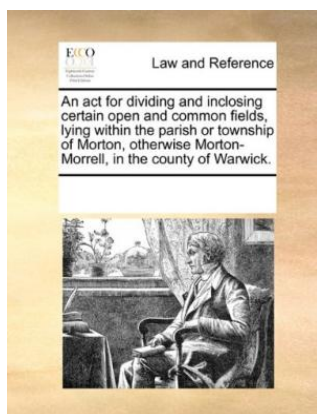 ECCO
Law and Reference
An act for dividing and inclosing
certain open and common fields,
lying within the parish or township
of Morton, otherwise Morton-
Morrell, in the county of Warwick.